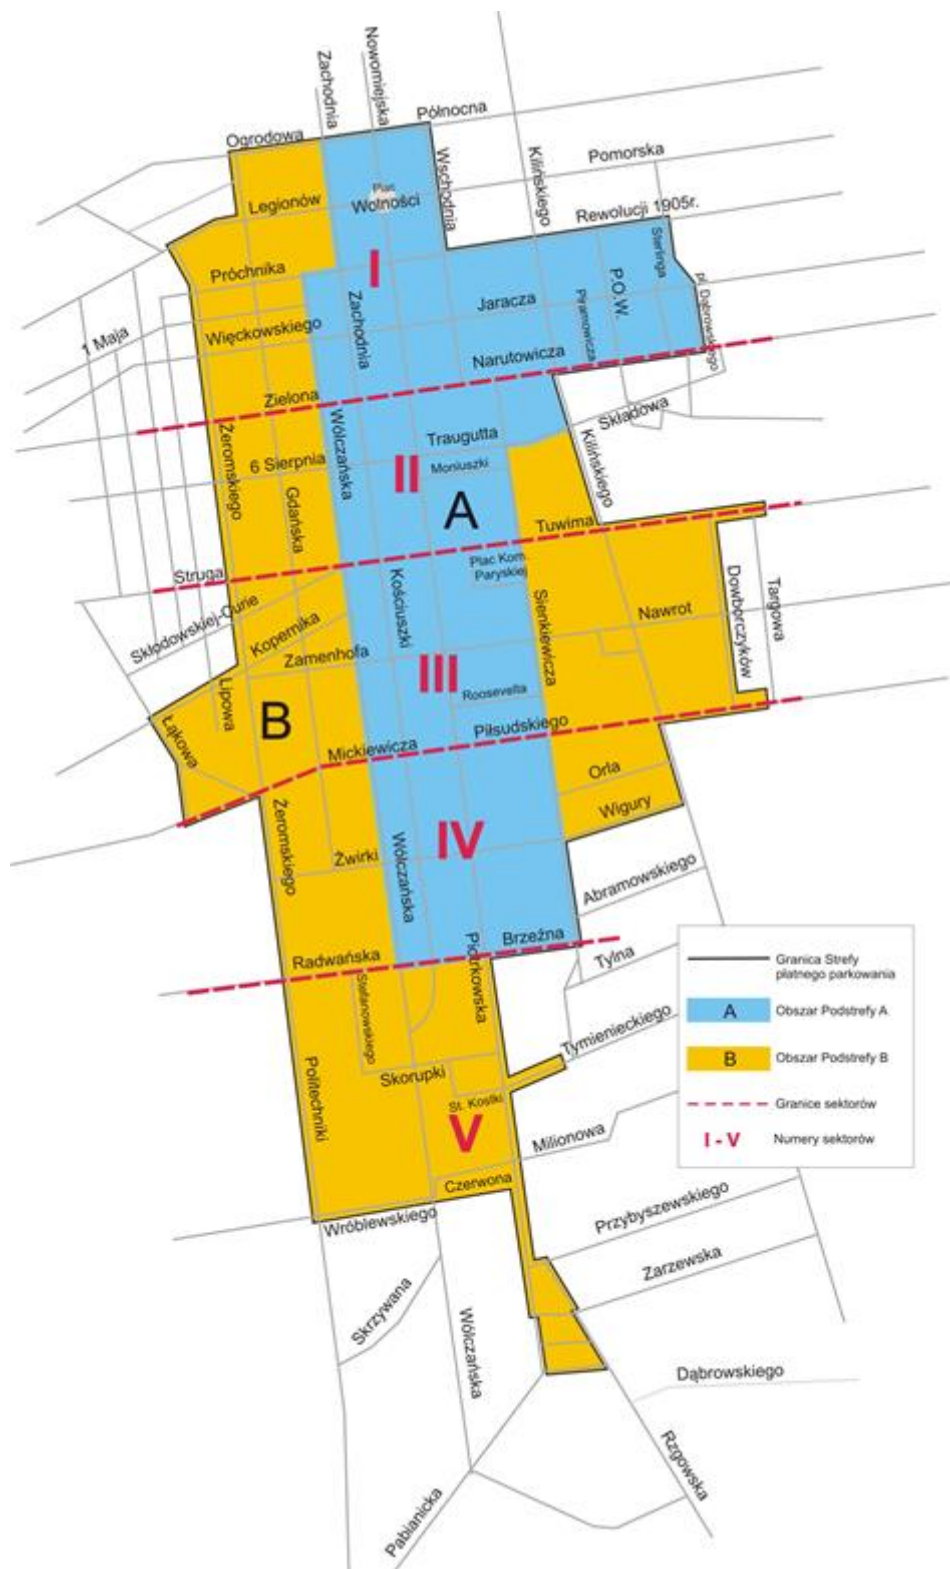 Zachodnia
Nowomiejska
Północna
Ogrodowa
Wschodnia
Kilińskiego
Pomorska
Legionów
Plac
Wolności
Rewolucji 1905r.
Sterlinga
I
Próchnika
P.O.W.
pl. Dąbrowskiego
Zachodnia
Jaracza
Piramowicza
1 Maja
Więckowskiego
Narutowicza
Zielona
Składowa
Wólczańska
Traugutta
Żeromskiego
Kilińskiego
6 Sierpnia
II
Moniuszki
Gdańska
A
Tuwima
Plac Kom.
Paryskiej
Struga
Kościuszki
Sienkiewicza
Dowborczyków
Targowa
Skłodowskiej-Curie
Nawrot
Kopernika
Zamenhofa
III
Lipowa
Roosevelta
B
Łąkowa
Mickiewicza
Piłsudskiego
Orla
Żeromskiego
Wigury
IV
Wólczańska
Żwirki
Abramowskiego
Piotrkowska
Brzeźna
Radwańska
Tylna
Granica Strefy
płatnego parkowania
Stefanowskiego
A
Obszar Podstrefy A
Tymienieckiego
B
Obszar Podstrefy B
Politechniki
Skorupki
St. Kostki
Granice sektorów
V
Milionowa
I - V
Numery sektorów
Czerwona
Wróblewskiego
Przybyszewskiego
Zarzewska
Skrzywana
Wólczańska
Dąbrowskiego
Rzgowska
Pabianicka